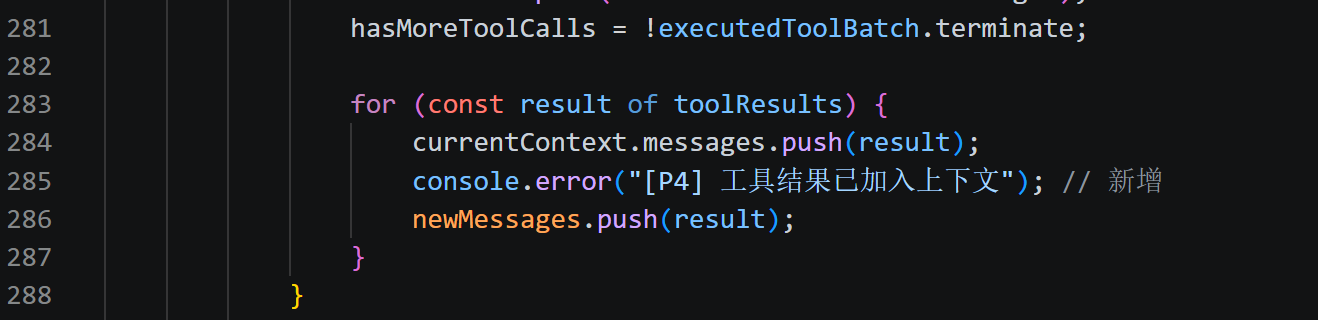 281 hasMoreToolCalls = !executedToolBatch.terminate;
282
283 for (const result of toolResults) {
284 currentContext.messages.push(result);
285 console.error("[P4] 工具结果已加入上下文"); // 新增
286 newMessages.push(result);
287 }
288 }